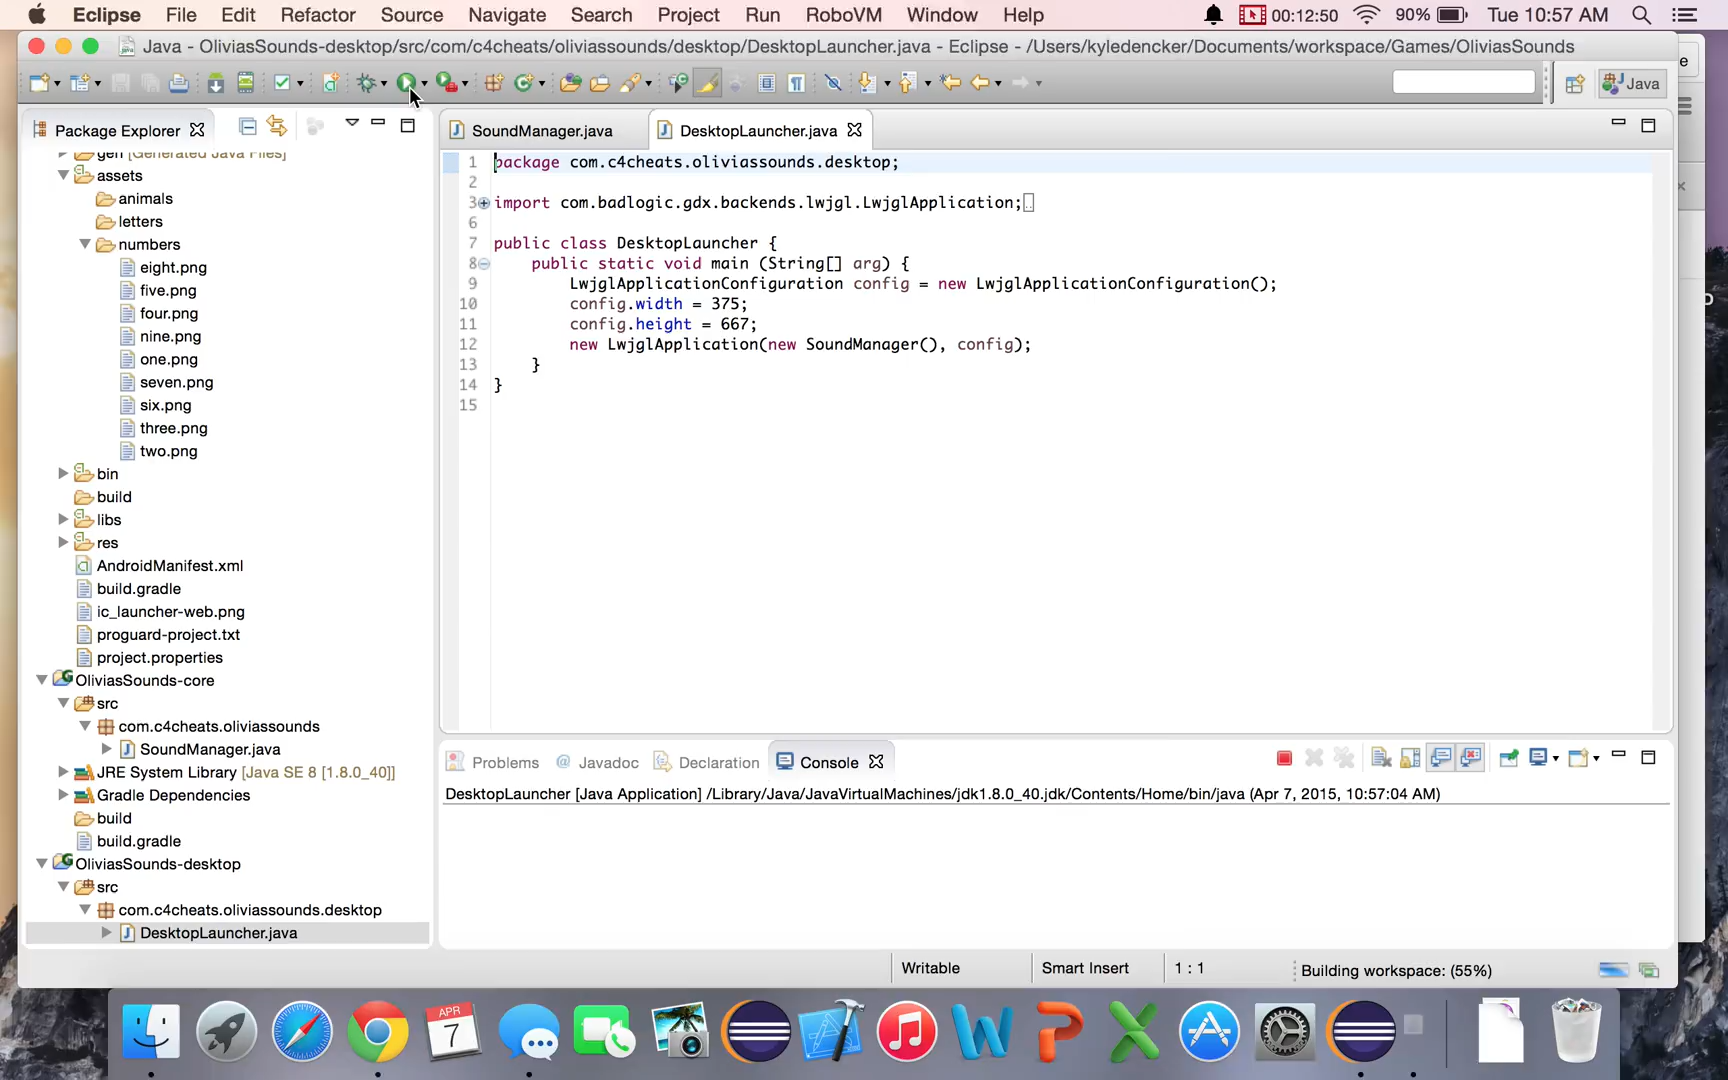 Eclipse File Edit Refactor Source Navigate Search Project Run RoboVM Window Help 00:12:50 90% Tue 10:57 AM
Java - OliviasSounds-desktop/src/com/c4cheats/oliviassounds/desktop/DesktopLauncher.java - Eclipse - /Users/kyledencker/Documents/workspace/Games/OliviasSounds
Java
Package Explorer
gen [Generated Java Files]
assets
animals
letters
numbers
eight.png
five.png
four.png
nine.png
one.png
seven.png
six.png
three.png
two.png
bin
build
libs
res
AndroidManifest.xml
build.gradle
ic_launcher-web.png
proguard-project.txt
project.properties
OliviasSounds-core
src
com.c4cheats.oliviassounds
SoundManager.java
JRE System Library [Java SE 8 [1.8.0_40]]
Gradle Dependencies
build
build.gradle
OliviasSounds-desktop
src
com.c4cheats.oliviassounds.desktop
DesktopLauncher.java
SoundManager.java DesktopLauncher.java
1 package com.c4cheats.oliviassounds.desktop;
2
3 import com.badlogic.gdx.backends.lwjgl.LwjglApplication;
6
7 public class DesktopLauncher {
8 public static void main (String[] arg) {
9 LwjglApplicationConfiguration config = new LwjglApplicationConfiguration();
10 config.width = 375;
11 config.height = 667;
12 new LwjglApplication(new SoundManager(), config);
13 }
14 }
15
Problems @ Javadoc Declaration Console
DesktopLauncher [Java Application] /Library/Java/JavaVirtualMachines/jdk1.8.0_40.jdk/Contents/Home/bin/java (Apr 7, 2015, 10:57:04 AM)
Writable Smart Insert 1 : 1 Building workspace: (55%)
APR
7